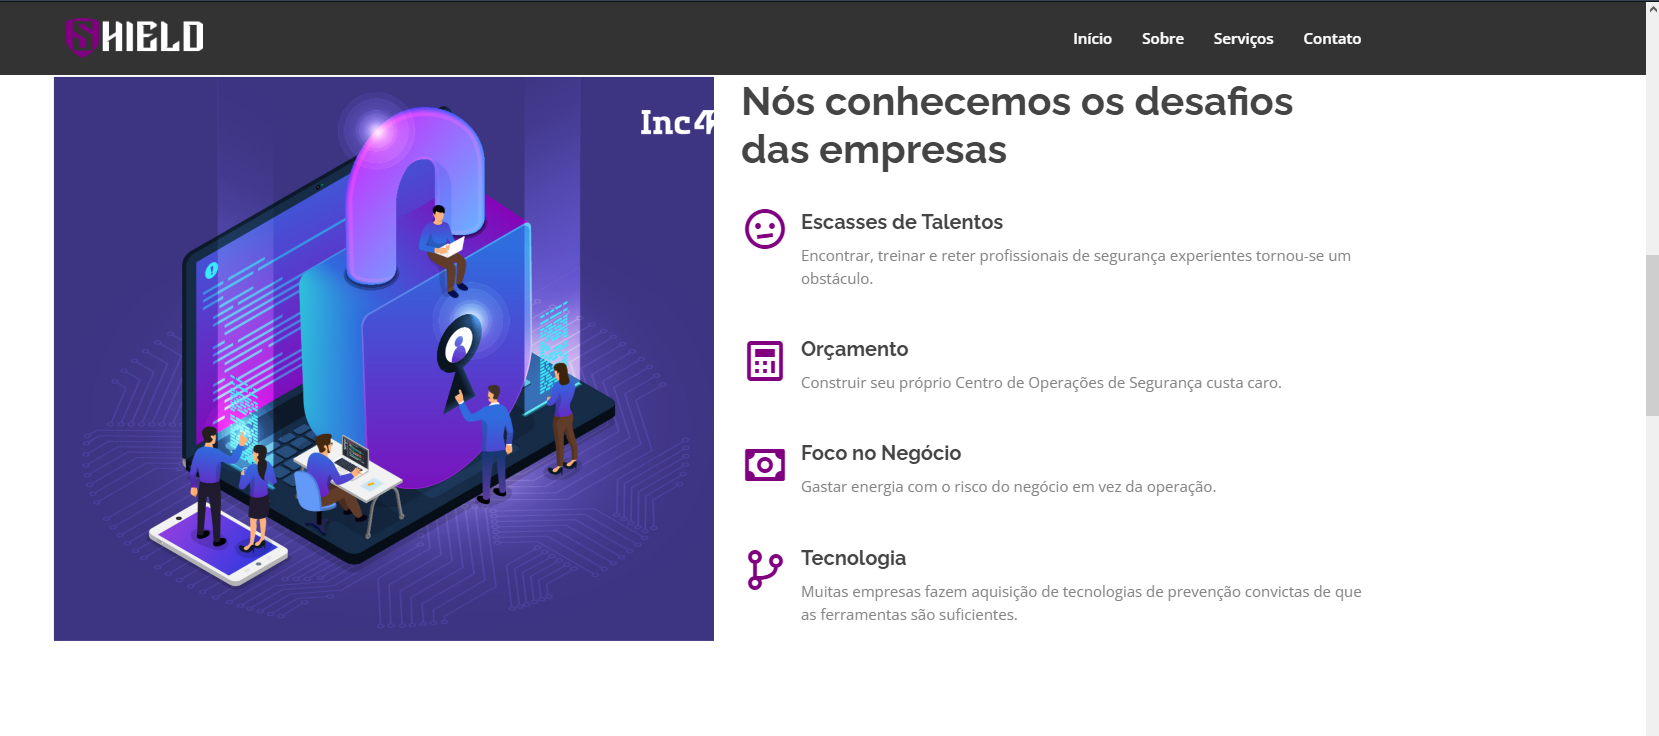 SHIELD
Início Sobre Serviços Contato
Inc4
Nós conhecemos os desafios
das empresas
Escasses de Talentos
Encontrar, treinar e reter profissionais de segurança experientes tornou-se um
obstáculo.
Orçamento
Construir seu próprio Centro de Operações de Segurança custa caro.
Foco no Negócio
Gastar energia com o risco do negócio em vez da operação.
Tecnologia
Muitas empresas fazem aquisição de tecnologias de prevenção convictas de que
as ferramentas são suficientes.